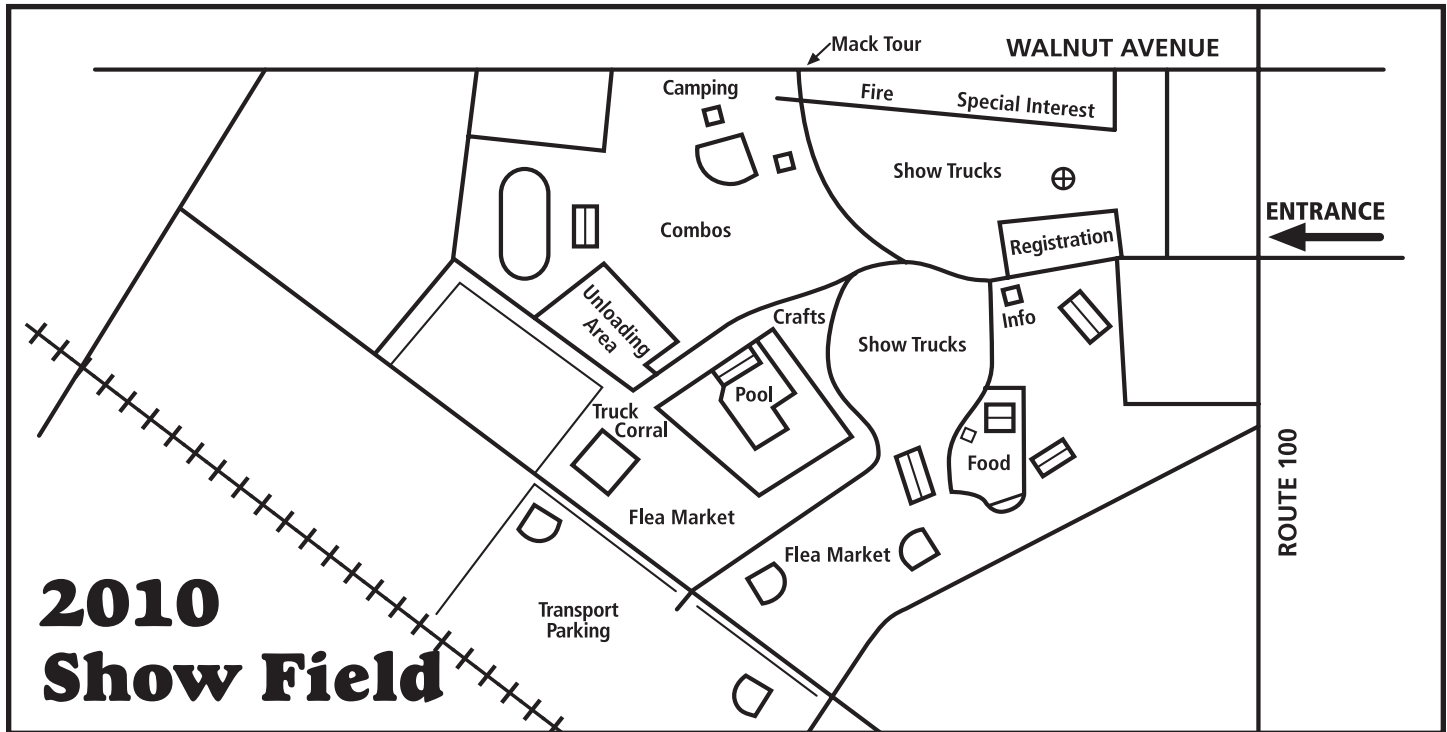 Mack Tour
WALNUT AVENUE
Camping
Fire
Special Interest
Show Trucks
ENTRANCE
Combos
Registration
Unloading
Area
Crafts
Info
Show Trucks
Pool
Truck
Corral
Food
ROUTE 100
Flea Market
Flea Market
Transport
Parking
2010
Show Field